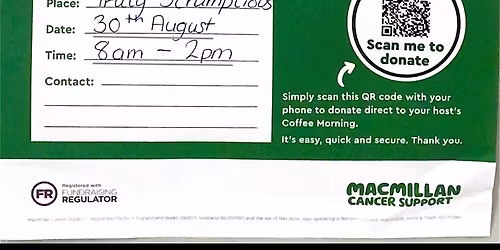 Place: Truly Scrumptious
Date: 30th August
Time: 8am - 2pm
Contact:
Scan me to
donate
Simply scan this QR code with your
phone to donate direct to your host's
Coffee Morning.
It's easy, quick and secure. Thank you.
FR
Registered with
FUNDRAISING
REGULATOR
MACMILLAN
CANCER SUPPORT